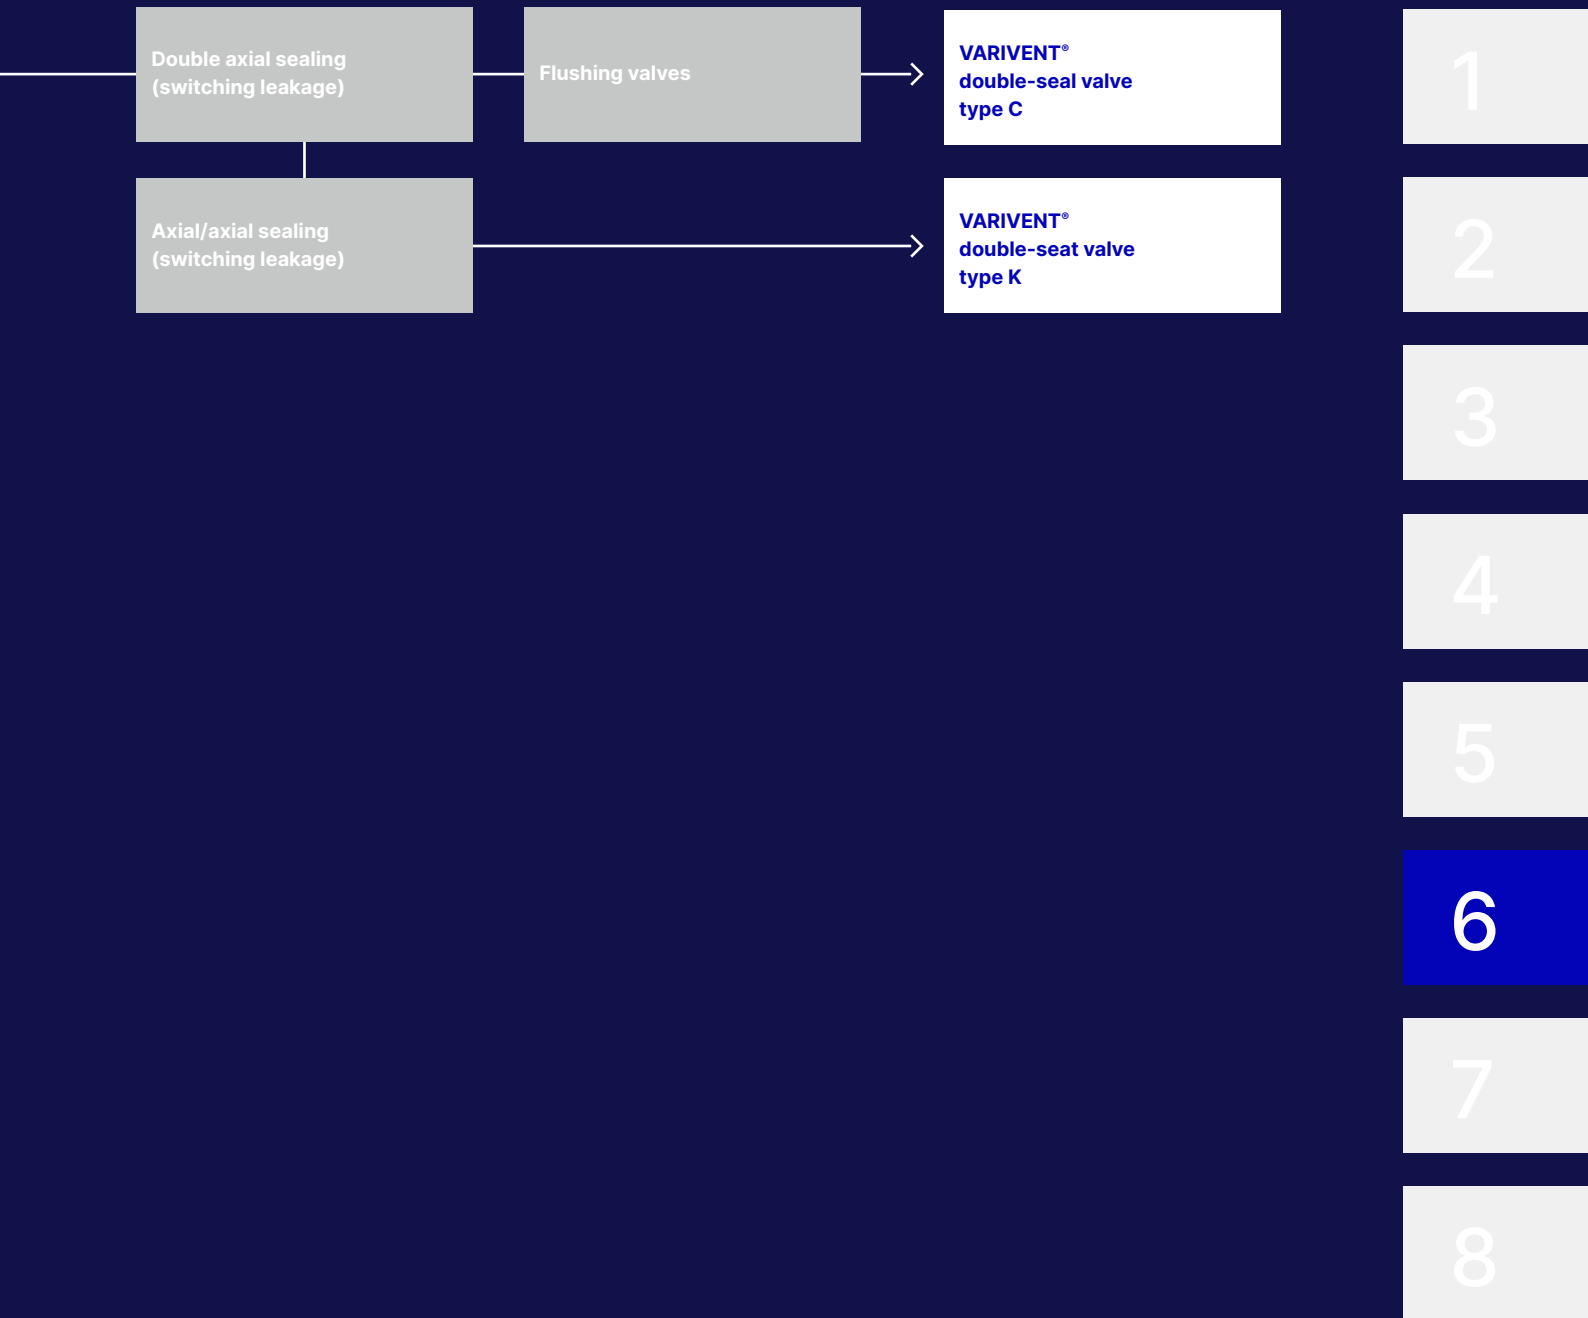 Double axial sealing
(switching leakage)
Flushing valves
VARIVENT®
double-seal valve
type C
Axial/axial sealing
(switching leakage)
VARIVENT®
double-seat valve
type K
1
2
3
4
5
6
7
8